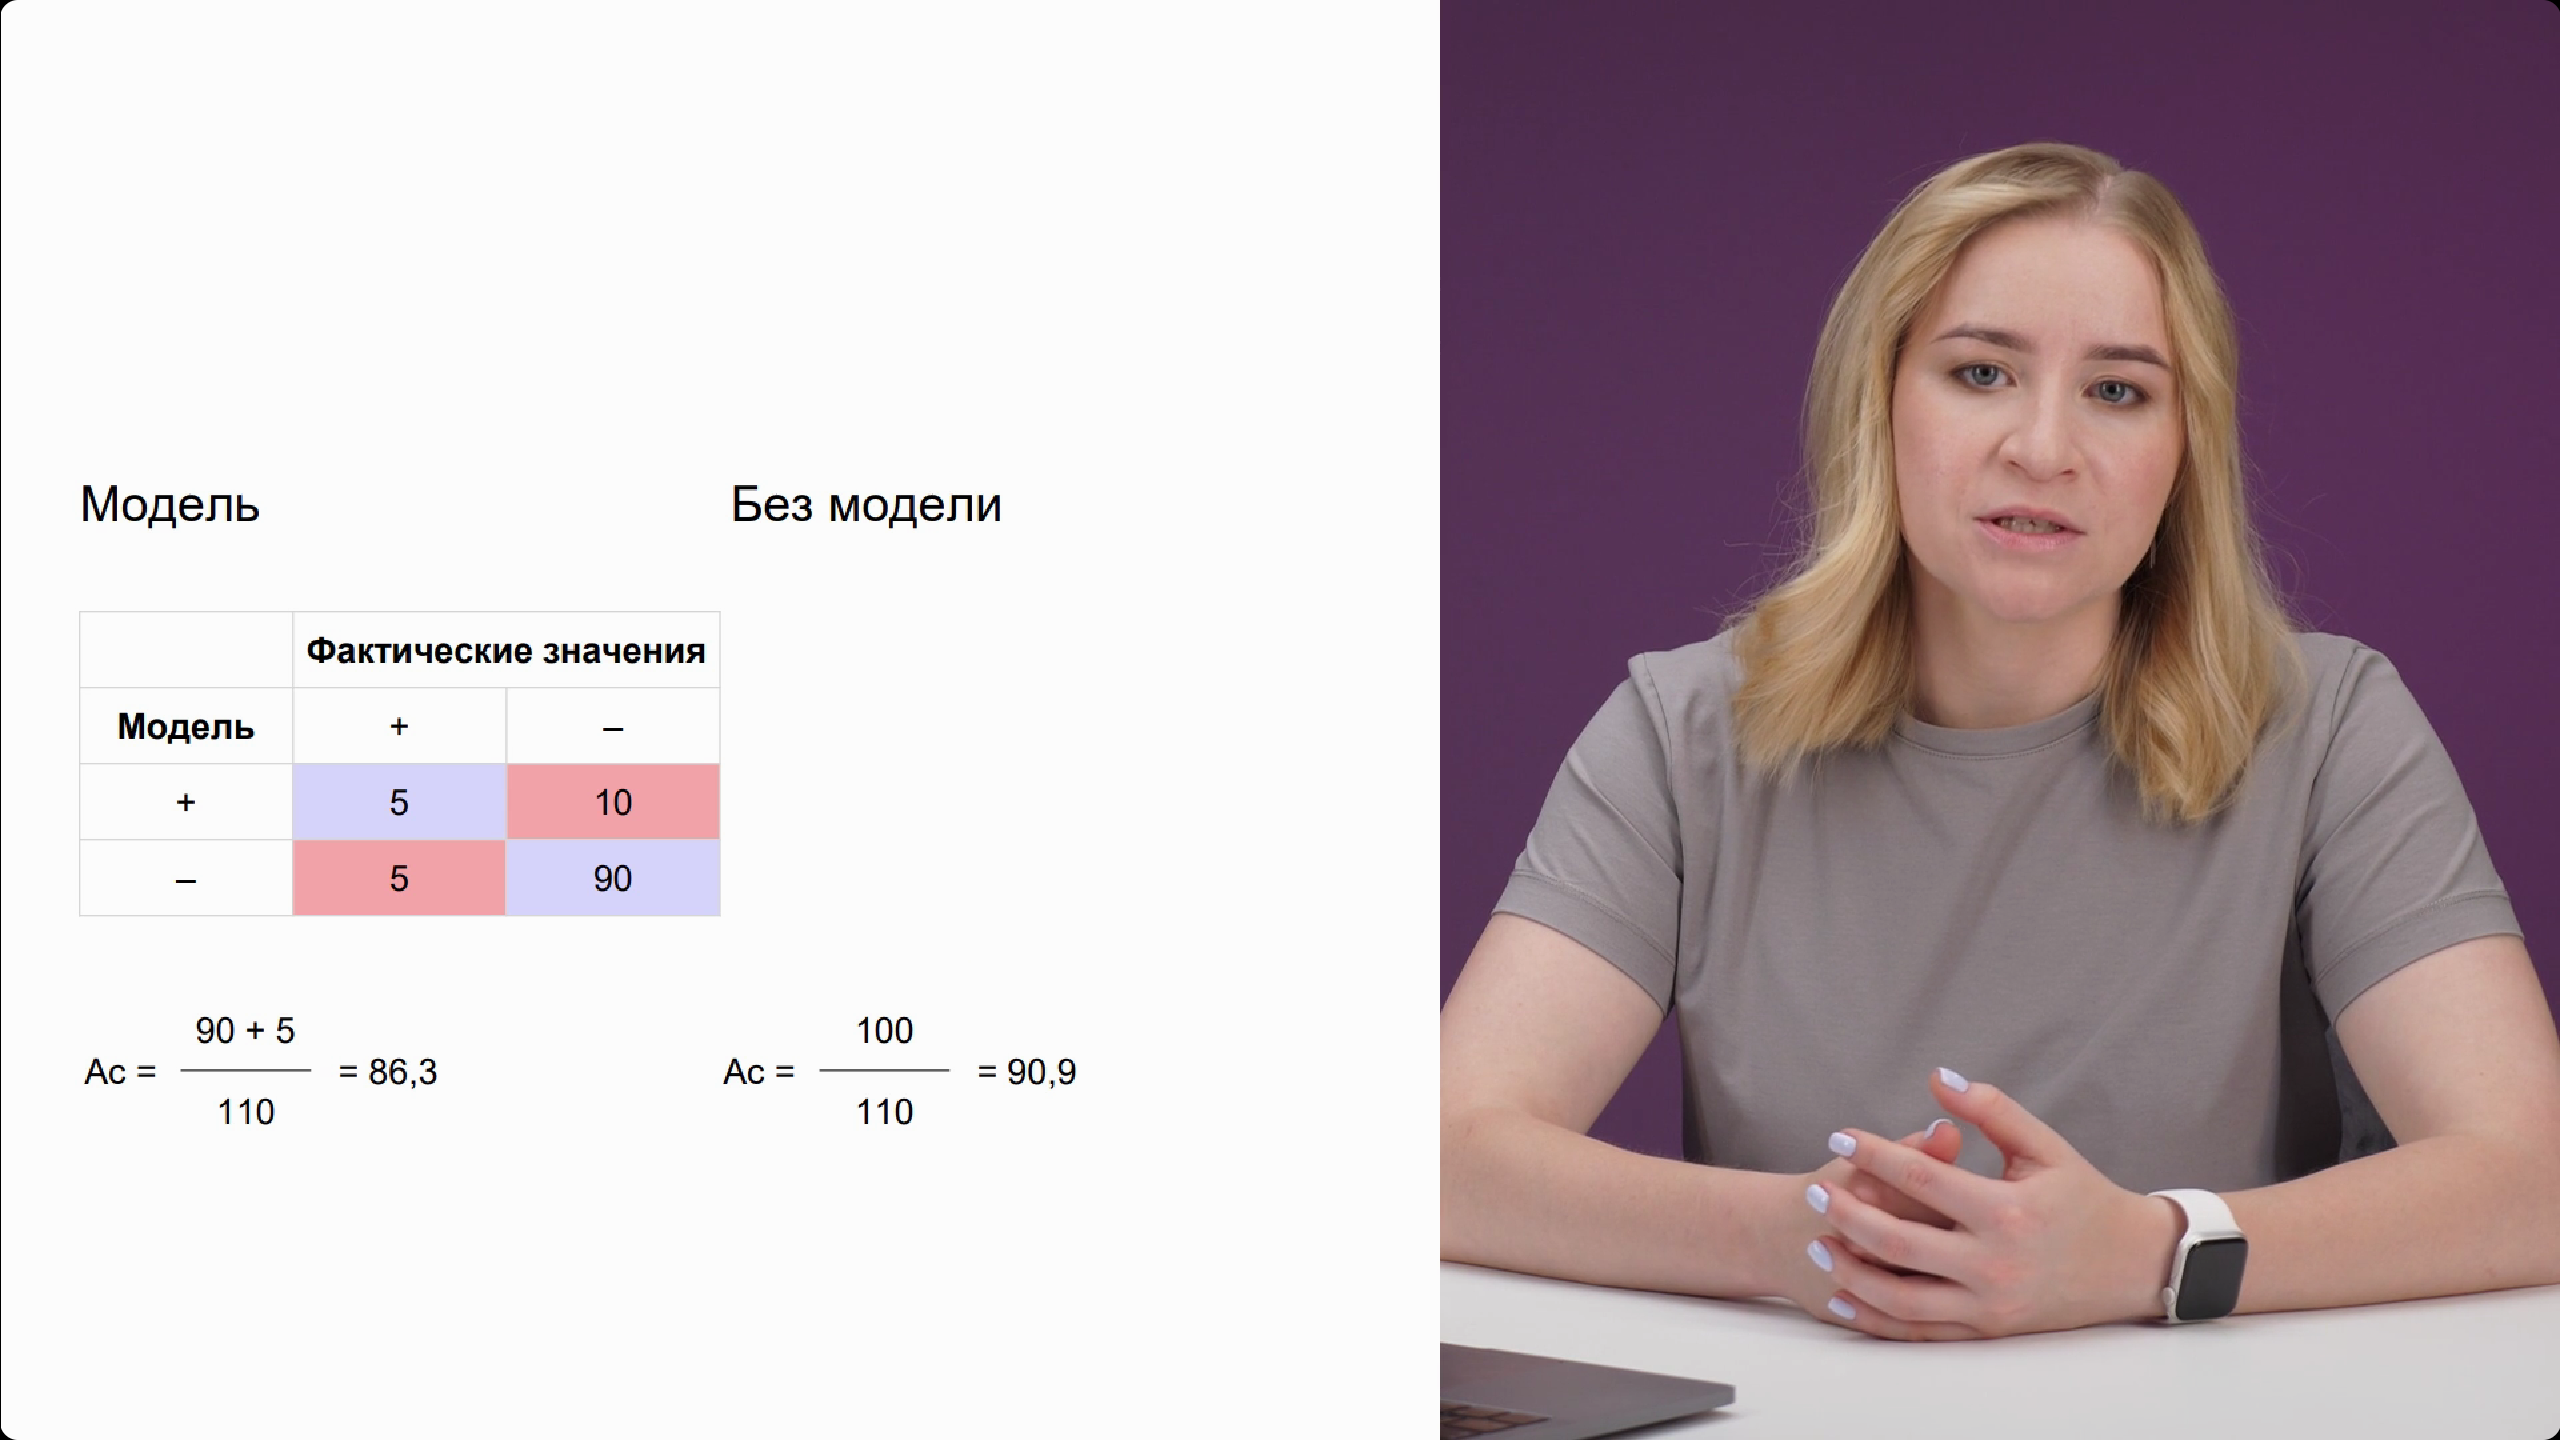 Модель
Без модели
Фактические значения
Модель + –
+ 5 10
– 5 90
Ac = 90 + 5 / 110 = 86,3
Ac = 100 / 110 = 90,9